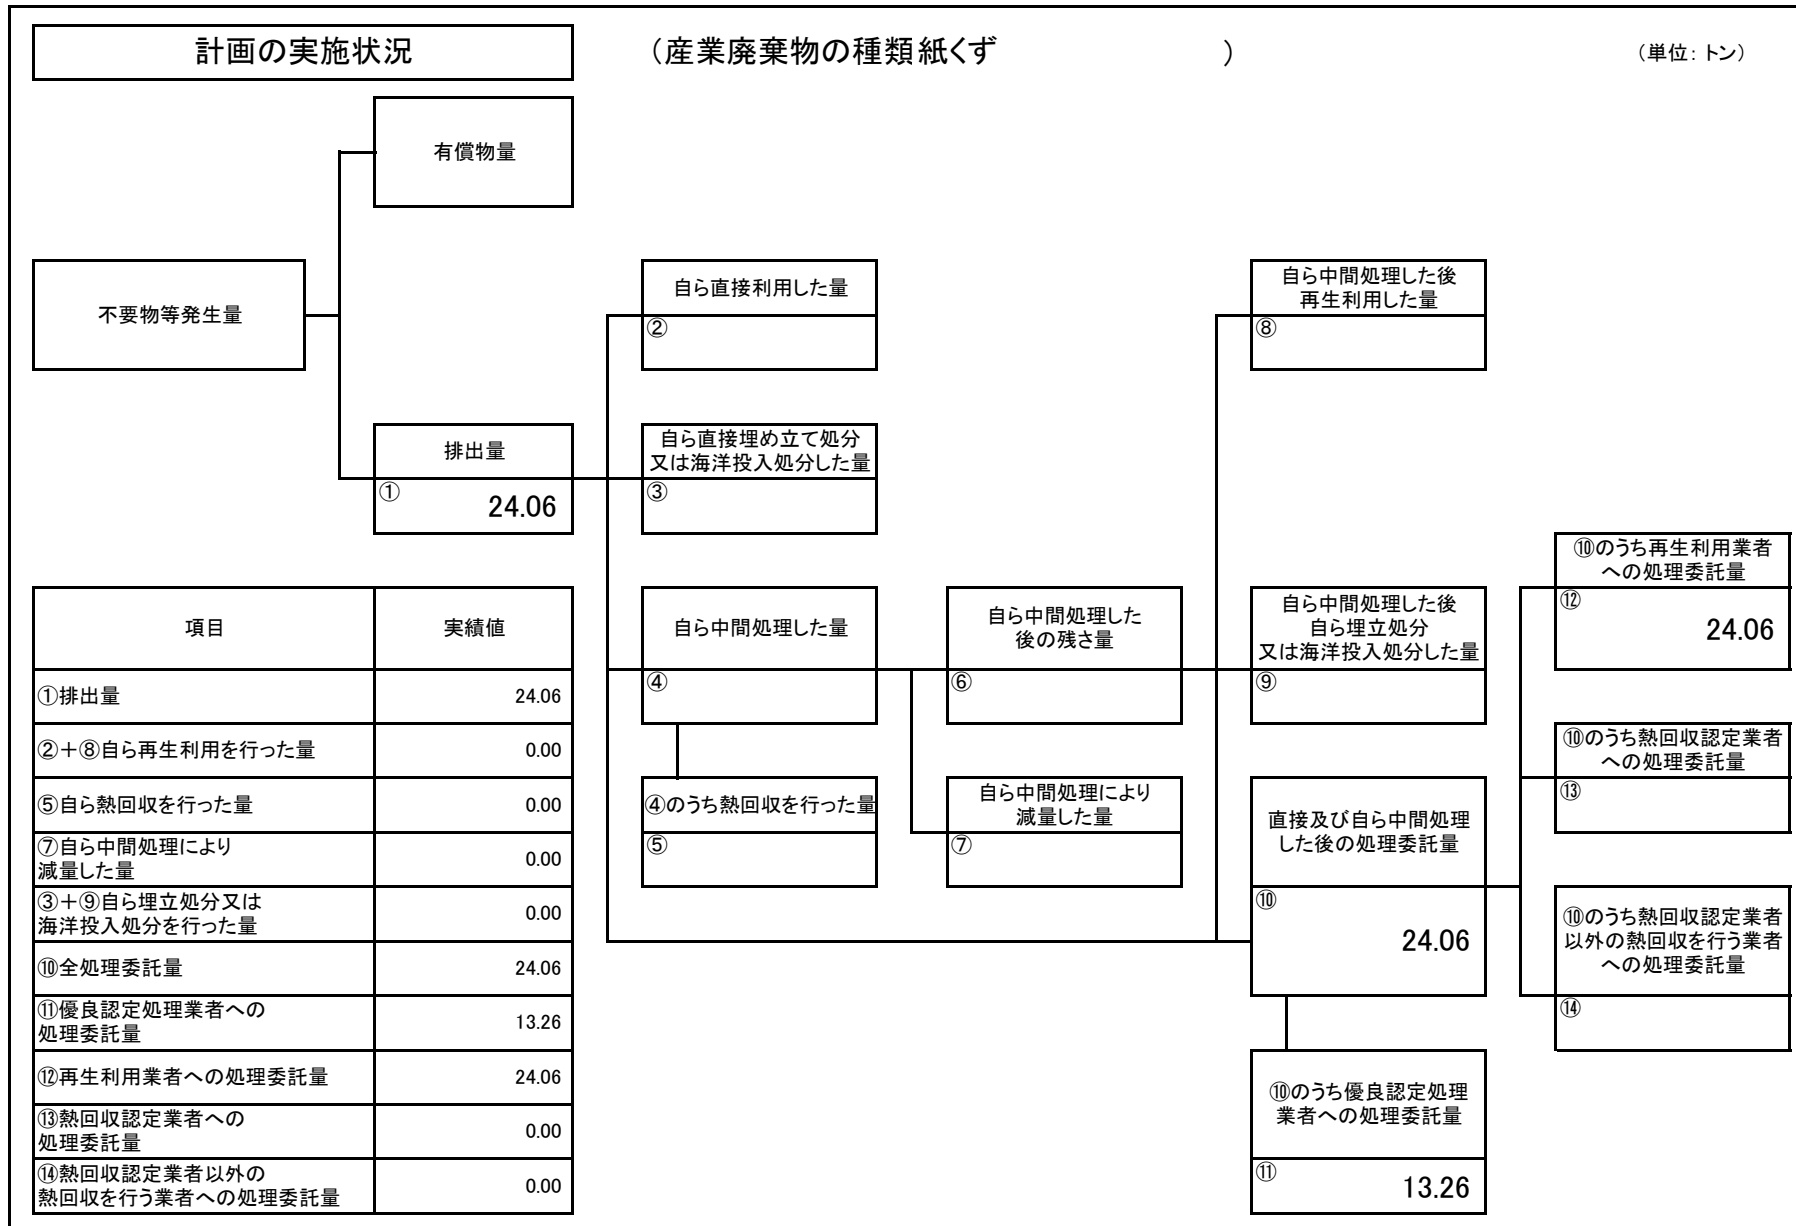 計画の実施状況
（産業廃棄物の種類紙くず ）
（単位：トン）
有償物量
不要物等発生量
自ら直接利用した量
②
自ら中間処理した後
再生利用した量
⑧
排出量
①
24.06
自ら直接埋め立て処分
又は海洋投入処分した量
③
⑩のうち再生利用業者
への処理委託量
⑫
24.06
自ら中間処理した量
④
自ら中間処理した
後の残さ量
⑥
自ら中間処理した後
自ら埋立処分
又は海洋投入処分した量
⑨
⑩のうち熱回収認定業者
への処理委託量
⑬
④のうち熱回収を行った量
⑤
自ら中間処理により
減量した量
⑦
直接及び自ら中間処理
した後の処理委託量
⑩
24.06
⑩のうち熱回収認定業者
以外の熱回収を行う業者
への処理委託量
⑭
⑩のうち優良認定処理
業者への処理委託量
⑪
13.26
項目 実績値
①排出量 24.06
②＋⑧自ら再生利用を行った量 0.00
⑤自ら熱回収を行った量 0.00
⑦自ら中間処理により
減量した量 0.00
③＋⑨自ら埋立処分又は
海洋投入処分を行った量 0.00
⑩全処理委託量 24.06
⑪優良認定処理業者への
処理委託量 13.26
⑫再生利用業者への処理委託量 24.06
⑬熱回収認定業者への
処理委託量 0.00
⑭熱回収認定業者以外の
熱回収を行う業者への処理委託量 0.00